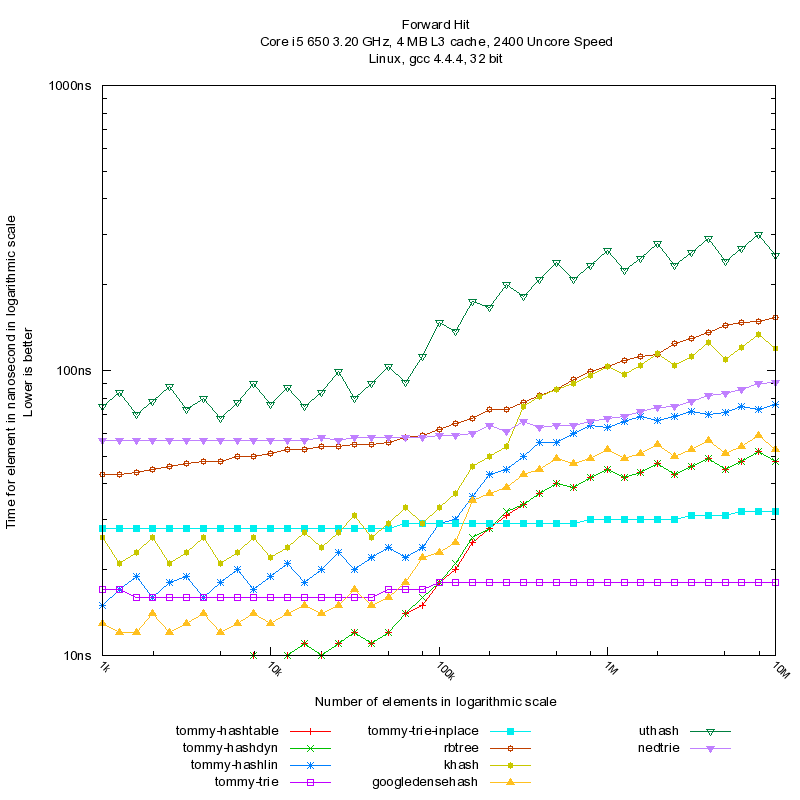 Forward Hit
Core i5 650 3.20 GHz, 4 MB L3 cache, 2400 Uncore Speed
Linux, gcc 4.4.4, 32 bit
Time for element in nanosecond in logarithmic scale
Lower is better
1000ns
100ns
10ns
1k
10k
100k
1M
10M
Number of elements in logarithmic scale
tommy-hashtable
tommy-hashdyn
tommy-hashlin
tommy-trie
tommy-trie-inplace
rbtree
khash
googledensehash
uthash
nedtrie